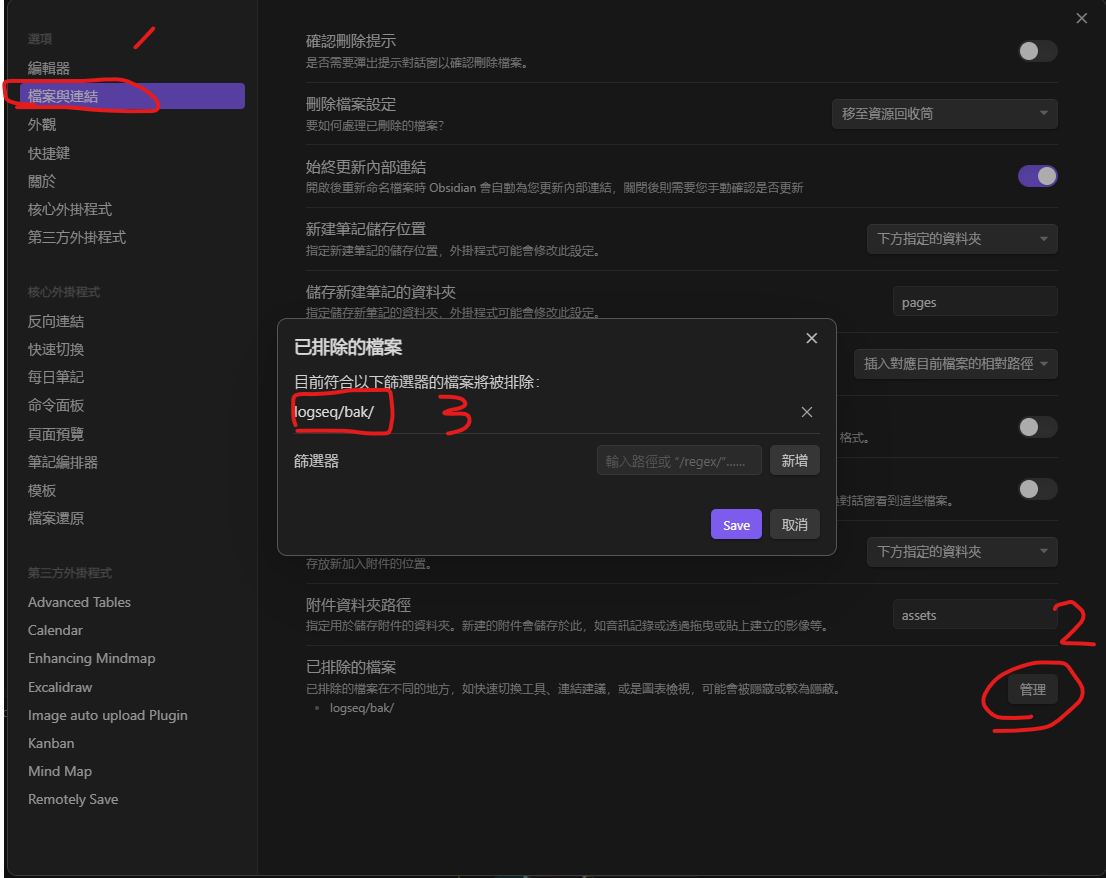 選項
1
編輯器
檔案與連結
外觀
快捷鍵
關於
核心外掛程式
第三方外掛程式
核心外掛程式
反向連結
快速切換
每日筆記
命令面板
頁面預覽
筆記編排器
模板
檔案還原
第三方外掛程式
Advanced Tables
Calendar
Enhancing Mindmap
Excalidraw
Image auto upload Plugin
Kanban
Mind Map
Remotely Save
確認刪除提示
是否需要彈出提示對話窗以確認刪除檔案。
刪除檔案設定
要如何處理已刪除的檔案?
移至資源回收筒
始終更新內部連結
開啟後重新命名檔案時 Obsidian 會自動為您更新內部連結，關閉後則需要您手動確認是否更新
新建筆記儲存位置
指定新建筆記的儲存位置，外掛程式可能會修改此設定。
下方指定的資料夾
儲存新建筆記的資料夾
指定儲存新筆記的資料夾，外掛程式可能會修改此設定。
pages
插入對應目前檔案的相對路徑
格式。
對話窗看到這些檔案。
已排除的檔案
目前符合以下篩選器的檔案將被排除:
logseq/bak/
3
篩選器
輸入路徑或 “/regex/”......
新增
Save
取消
存放新加入附件的位置。
下方指定的資料夾
附件資料夾路徑
指定用於儲存附件的資料夾。新建的附件會儲存於此，如音訊記錄或透過拖曳或貼上建立的影像等。
assets
2
已排除的檔案
已排除的檔案在不同的地方，如快速切換工具、連結建議，或是圖表檢視，可能會被隱藏或較為隱蔽。
• logseq/bak/
管理